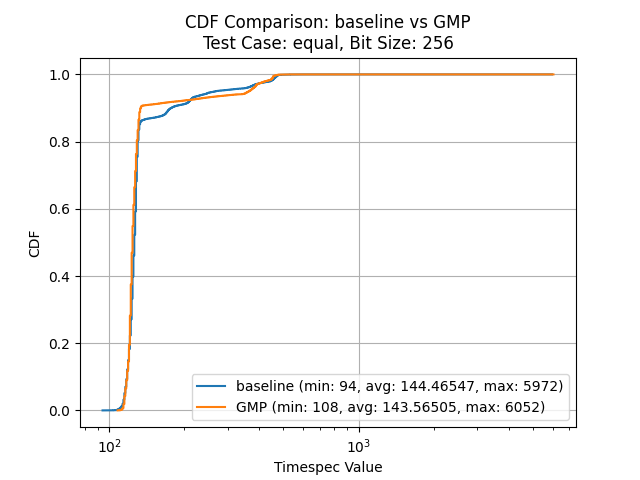 CDF Comparison: baseline vs GMP
Test Case: equal, Bit Size: 256
1.0
0.8
0.6
0.4
0.2
0.0
CDF
baseline (min: 94, avg: 144.46547, max: 5972)
GMP (min: 108, avg: 143.56505, max: 6052)
10² 10³
Timespec Value